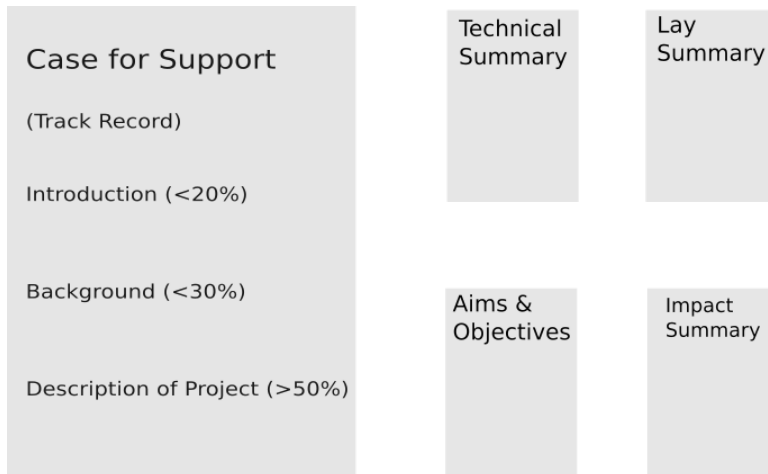 Case for Support
(Track Record)
Introduction (<20%)
Background (<30%)
Description of Project (>50%)
Technical
Summary
Lay
Summary
Aims &
Objectives
Impact
Summary